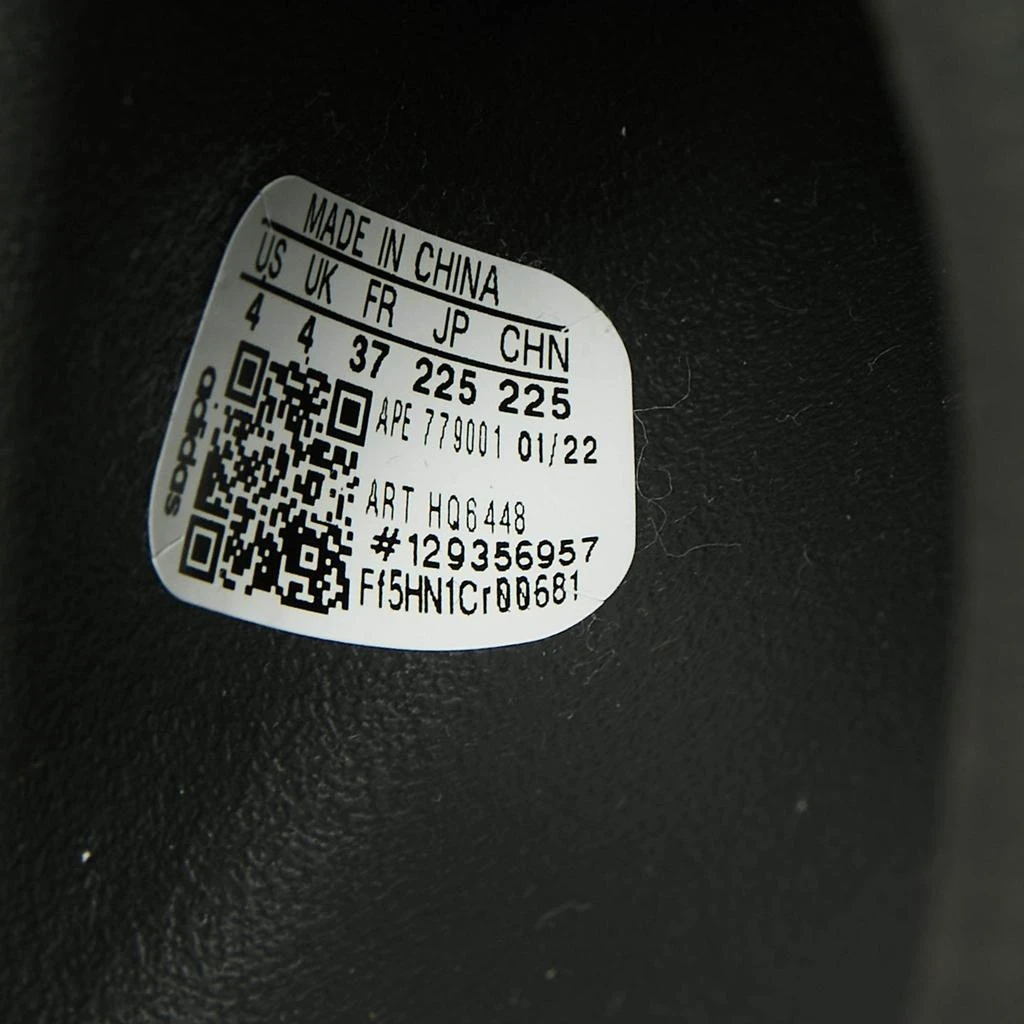 MADE IN CHINA
US UK FR JP CHN
4 4 37 225 225
APE 779001 01/22
ART HQ6448
#129356957
Ff5HN1Cr00681
adidas